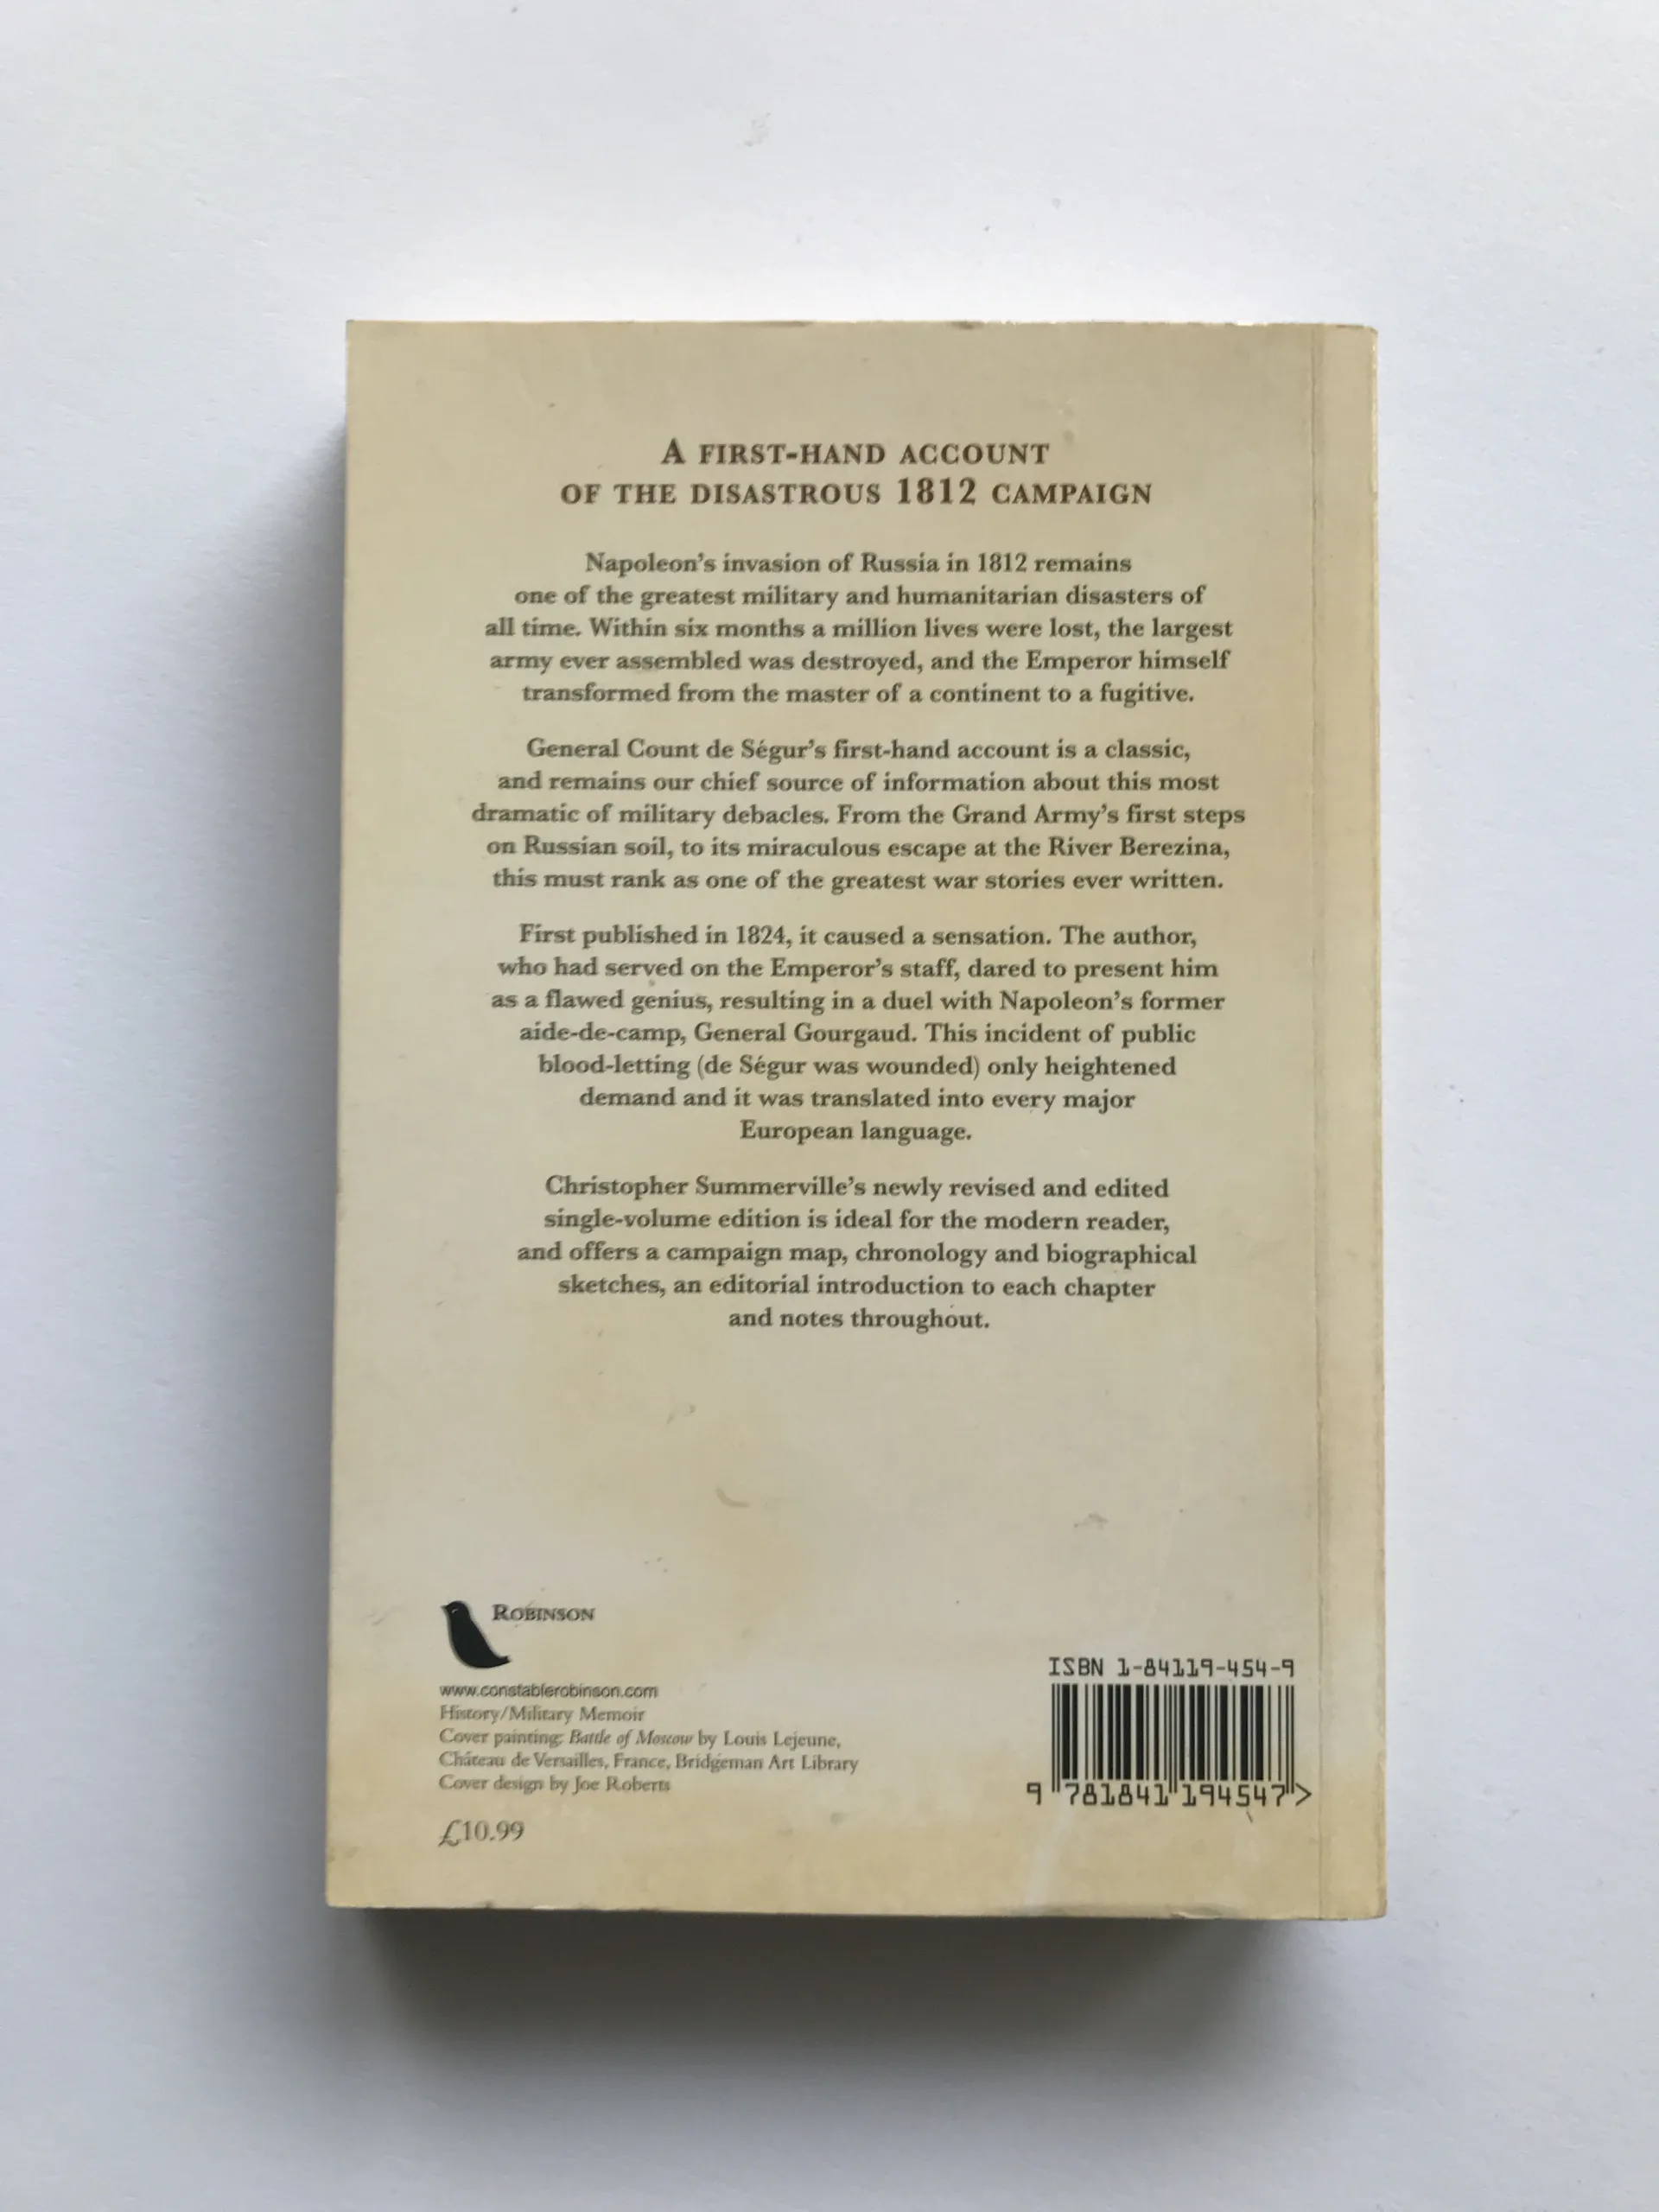 A FIRST-HAND ACCOUNT
OF THE DISASTROUS 1812 CAMPAIGN
Napoleon's invasion of Russia in 1812 remains
one of the greatest military and humanitarian disasters of
all time. Within six months a million lives were lost, the largest
army ever assembled was destroyed, and the Emperor himself
transformed from the master of a continent to a fugitive.
General Count de Ségur's first-hand account is a classic,
and remains our chief source of information about this most
dramatic of military debacles. From the Grand Army's first steps
on Russian soil, to its miraculous escape at the River Berezina,
this must rank as one of the greatest war stories ever written.
First published in 1824, it caused a sensation. The author,
who had served on the Emperor's staff, dared to present him
as a flawed genius, resulting in a duel with Napoleon's former
aide-de-camp, General Gourgaud. This incident of public
blood-letting (de Ségur was wounded) only heightened
demand and it was translated into every major
European language.
Christopher Summerville's newly revised and edited
single-volume edition is ideal for the modern reader,
and offers a campaign map, chronology and biographical
sketches, an editorial introduction to each chapter
and notes throughout.
ROBINSON
www.constablerobinson.com
History/Military Memoir
Cover painting: Battle of Moscow by Louis Lejeune,
Château de Versailles, France, Bridgeman Art Library
Cover design by Joe Roberts
£10.99
ISBN 1-84119-454-9
9 781841 194547 >